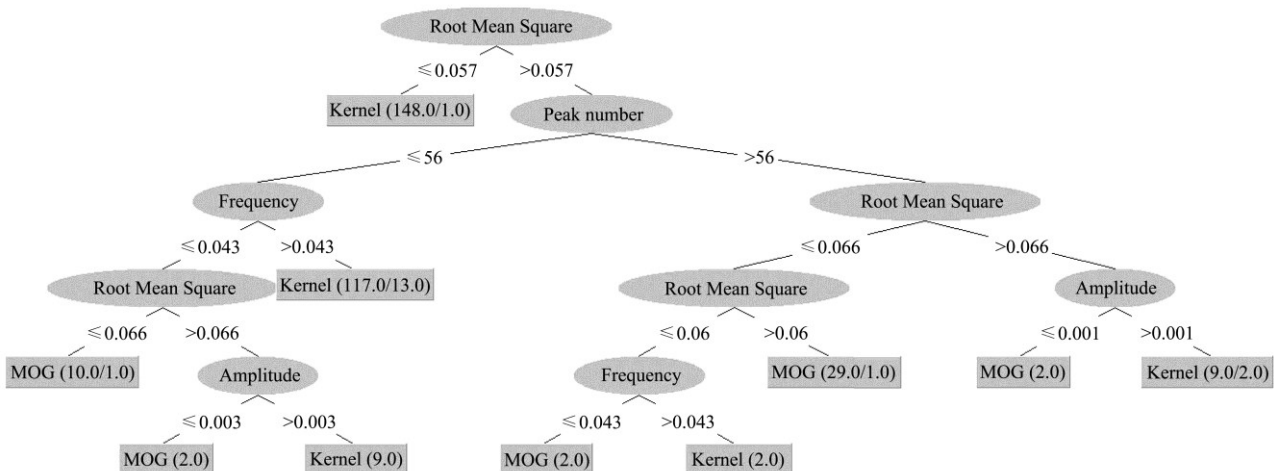 Root Mean Square
≤0.057 >0.057
Kernel (148.0/1.0) Peak number
≤56 >56
Frequency Root Mean Square
≤0.043 >0.043 ≤0.066 >0.066
Root Mean Square Kernel (117.0/13.0) Root Mean Square Amplitude
≤0.066 >0.066 ≤0.06 >0.06 ≤0.001 >0.001
MOG (10.0/1.0) Amplitude Frequency MOG (29.0/1.0) MOG (2.0) Kernel (9.0/2.0)
≤0.003 >0.003 ≤0.043 >0.043
MOG (2.0) Kernel (9.0) MOG (2.0) Kernel (2.0)